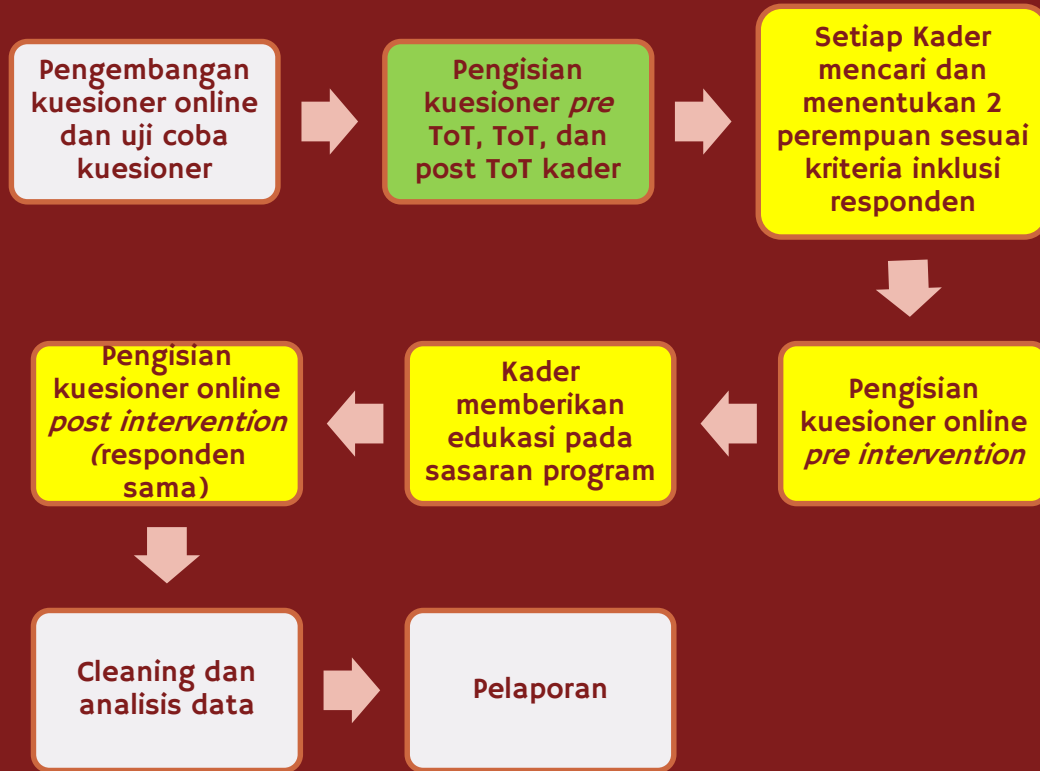 Pengembangan
kuesioner online
dan uji coba
kuesioner
Pengisian
kuesioner pre
ToT, ToT, dan
post ToT kader
Setiap Kader
mencari dan
menentukan 2
perempuan sesuai
kriteria inklusi
responden
Pengisian
kuesioner online
pre intervention
Kader
memberikan
edukasi pada
sasaran program
Pengisian
kuesioner online
post intervention
(responden
sama)
Cleaning dan
analisis data
Pelaporan